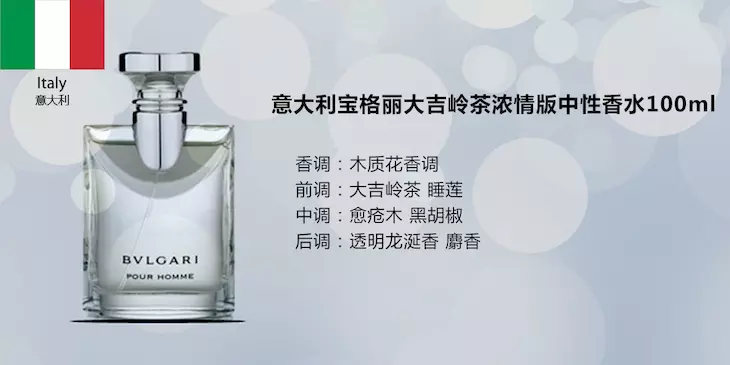 Italy
意大利
意大利宝格丽大吉岭茶浓情版中性香水100ml
香调：木质花香调
前调：大吉岭茶 睡莲
中调：愈疮木 黑胡椒
后调：透明龙涎香 麝香
BVLGARI
POUR HOMME